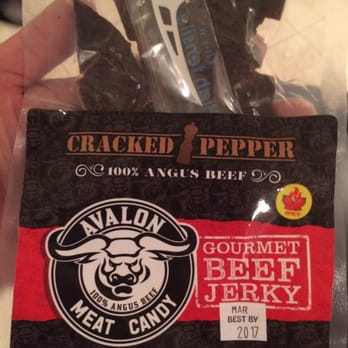 CRACKED PEPPER
100% ANGUS BEEF
AVALON
100% ANGUS BEEF
MEAT CANDY
GOURMET
BEEF
JERKY
MAR
BEST BY
2017